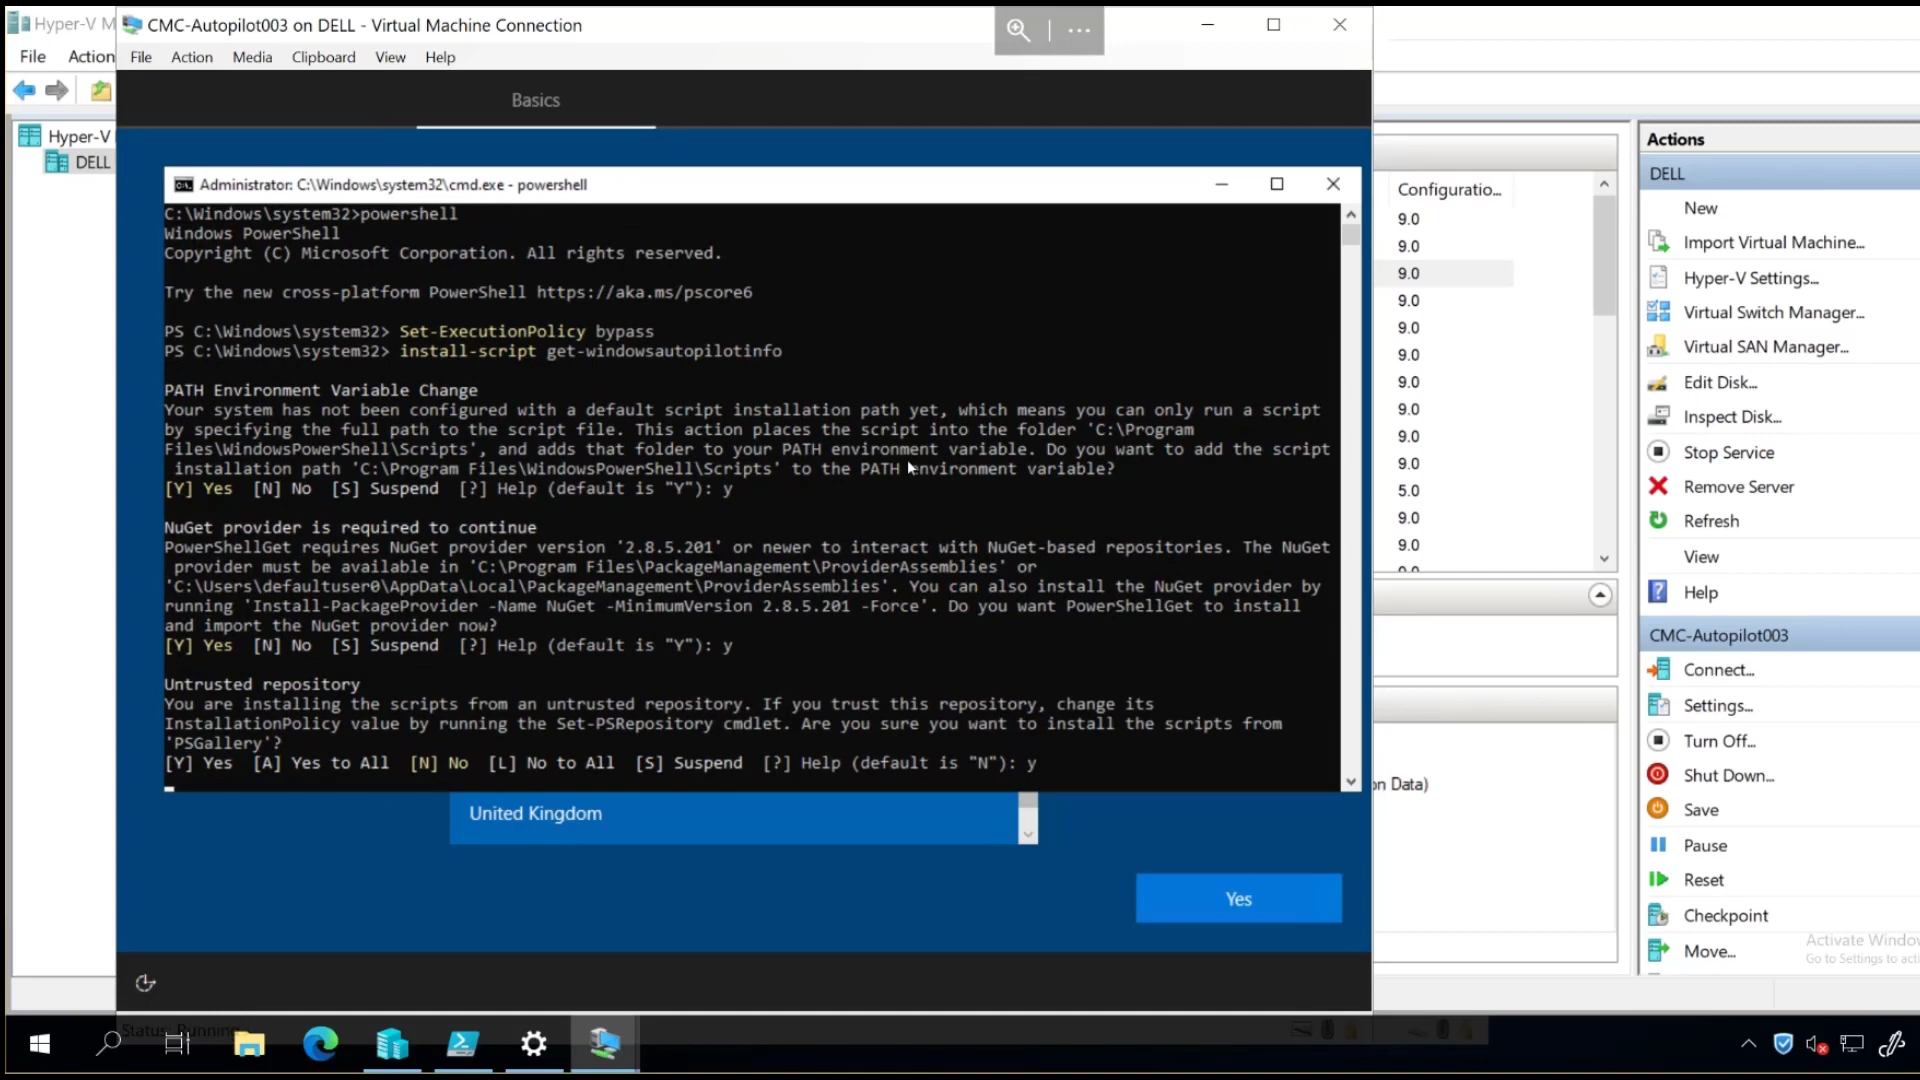 Hyper-V M
CMC-Autopilot003 on DELL - Virtual Machine Connection
File
Action
File
Action
Media
Clipboard
View
Help
Basics
Hyper-V
DELL
Administrator: C:\Windows\system32\cmd.exe - powershell
C:\Windows\system32>powershell
Windows PowerShell
Copyright (C) Microsoft Corporation. All rights reserved.
Try the new cross-platform PowerShell https://aka.ms/pscore6
PS C:\Windows\system32> Set-ExecutionPolicy bypass
PS C:\Windows\system32> install-script get-windowsautopilotinfo
PATH Environment Variable Change
Your system has not been configured with a default script installation path yet, which means you can only run a script
by specifying the full path to the script file. This action places the script into the folder 'C:\Program
Files\WindowsPowerShell\Scripts', and adds that folder to your PATH environment variable. Do you want to add the script
installation path 'C:\Program Files\WindowsPowerShell\Scripts' to the PATH environment variable?
[Y] Yes [N] No [S] Suspend [?] Help (default is "Y"): y
NuGet provider is required to continue
PowerShellGet requires NuGet provider version '2.8.5.201' or newer to interact with NuGet-based repositories. The NuGet
provider must be available in 'C:\Program Files\PackageManagement\ProviderAssemblies' or
'C:\Users\defaultuser0\AppData\Local\PackageManagement\ProviderAssemblies'. You can also install the NuGet provider by
running 'Install-PackageProvider -Name NuGet -MinimumVersion 2.8.5.201 -Force'. Do you want PowerShellGet to install
and import the NuGet provider now?
[Y] Yes [N] No [S] Suspend [?] Help (default is "Y"): y
Untrusted repository
You are installing the scripts from an untrusted repository. If you trust this repository, change its
InstallationPolicy value by running the Set-PSRepository cmdlet. Are you sure you want to install the scripts from
'PSGallery'?
[Y] Yes [A] Yes to All [N] No [L] No to All [S] Suspend [?] Help (default is "N"): y
United Kingdom
Yes
Status: Running
Configuratio...
9.0
9.0
9.0
9.0
9.0
9.0
9.0
9.0
9.0
9.0
5.0
9.0
9.0
on Data)
Actions
DELL
New
Import Virtual Machine...
Hyper-V Settings...
Virtual Switch Manager...
Virtual SAN Manager...
Edit Disk...
Inspect Disk...
Stop Service
Remove Server
Refresh
View
Help
CMC-Autopilot003
Connect...
Settings...
Turn Off...
Shut Down...
Save
Pause
Reset
Checkpoint
Move...
Activate Windo
Go to Settings to acti